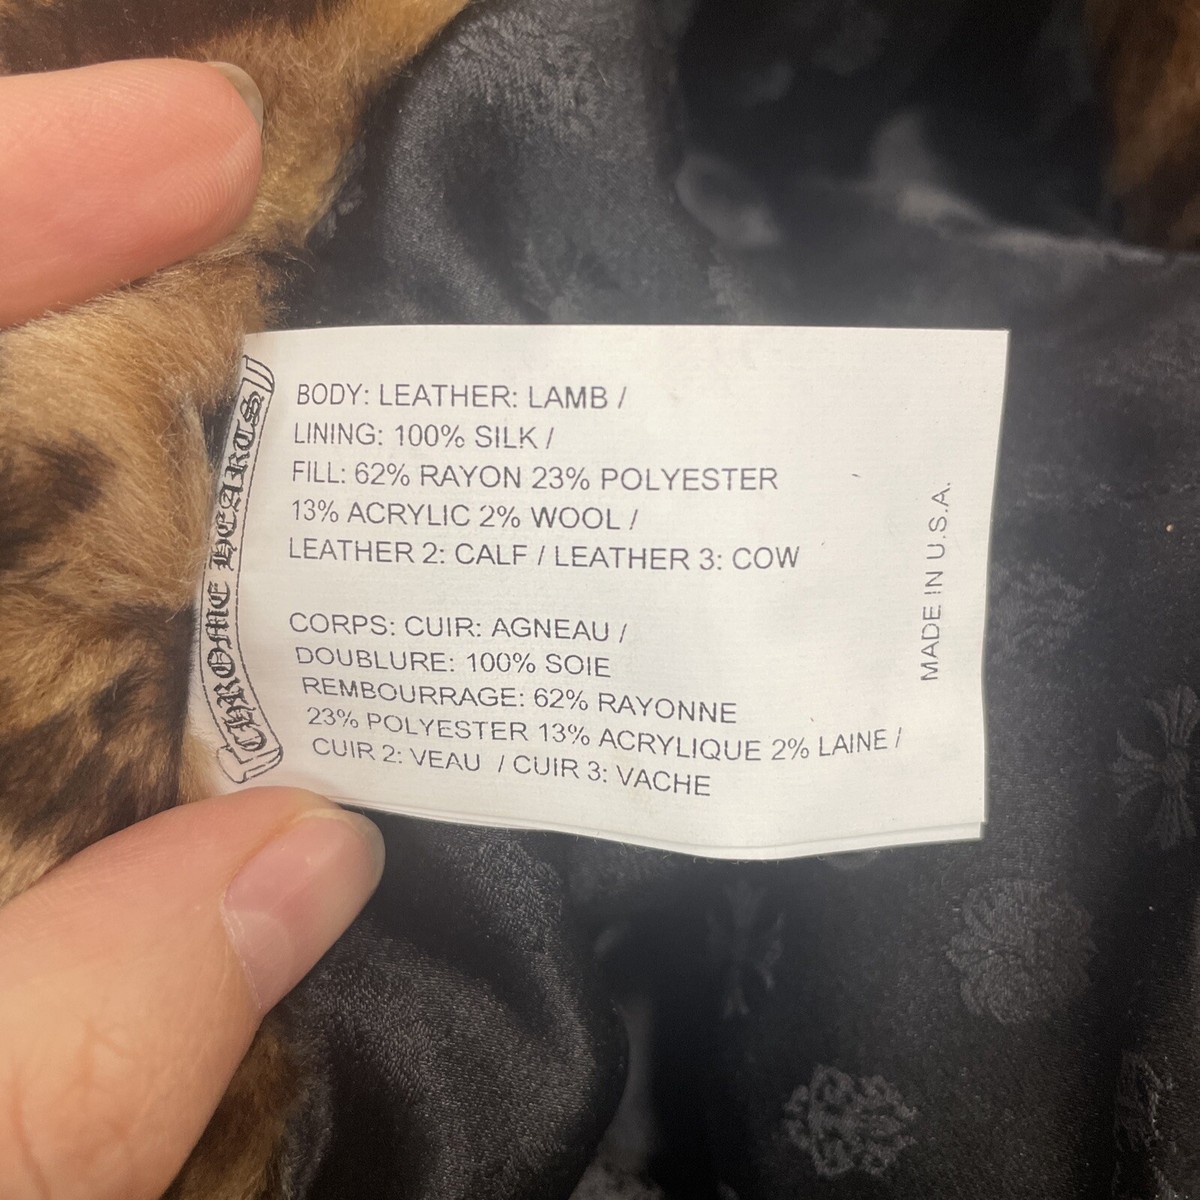 CHROME HEARTS
BODY: LEATHER: LAMB /
LINING: 100% SILK /
FILL: 62% RAYON 23% POLYESTER
13% ACRYLIC 2% WOOL /
LEATHER 2: CALF / LEATHER 3: COW
CORPS: CUIR: AGNEAU /
DOUBLURE: 100% SOIE
REMBOURRAGE: 62% RAYONNE
23% POLYESTER 13% ACRYLIQUE 2% LAINE /
CUIR 2: VEAU / CUIR 3: VACHE
MADE IN U.S.A.